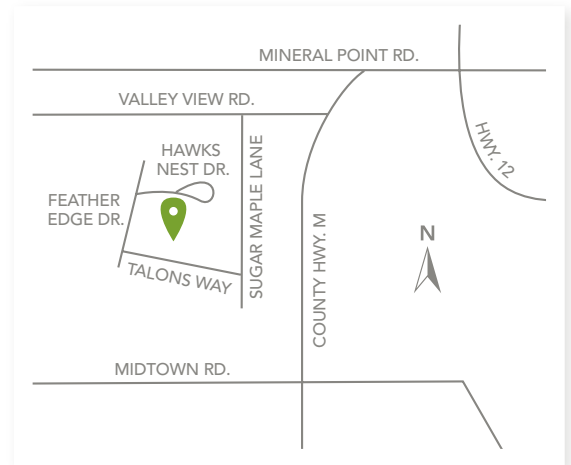 MINERAL POINT RD.
VALLEY VIEW RD.
HWY. 12
HAWKS
NEST DR.
SUGAR MAPLE LANE
FEATHER
EDGE DR.
COUNTY HWY. M
N
TALONS WAY
MIDTOWN RD.